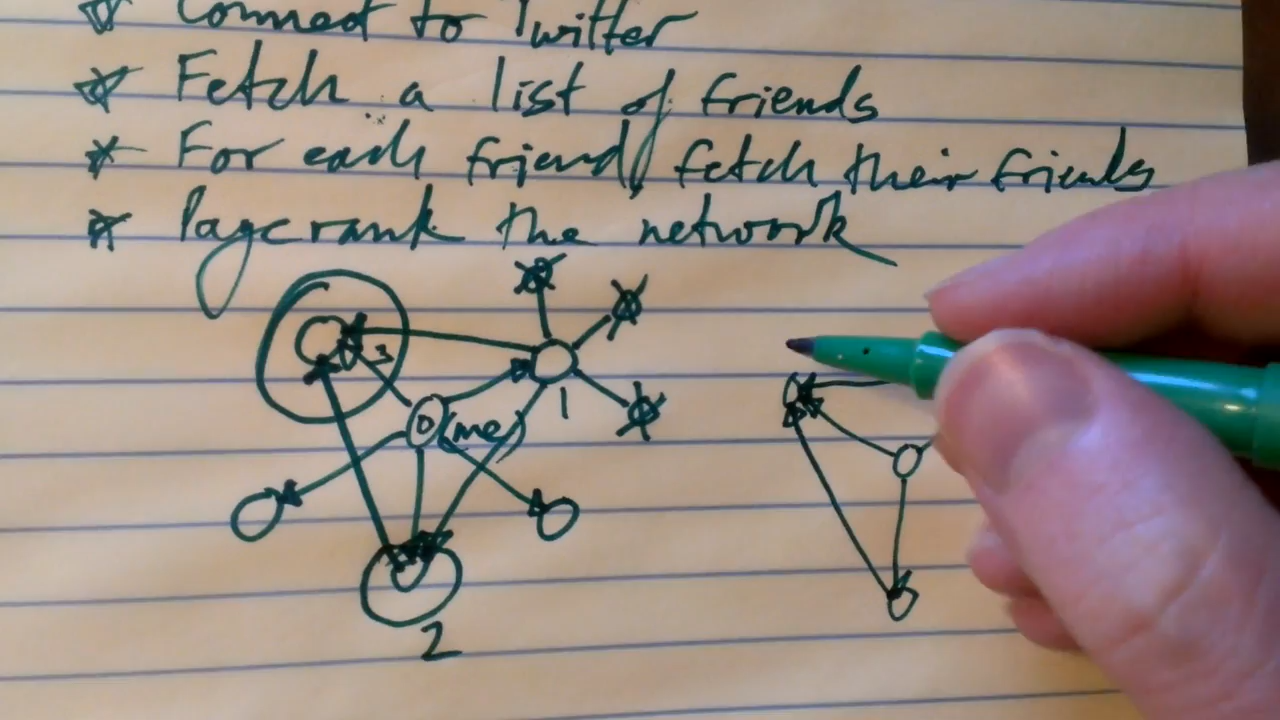 * Connect to Twitter
* Fetch a list of friends
* For each friend, fetch their friends
* Pagerank the network
3
1
0 (me)
2